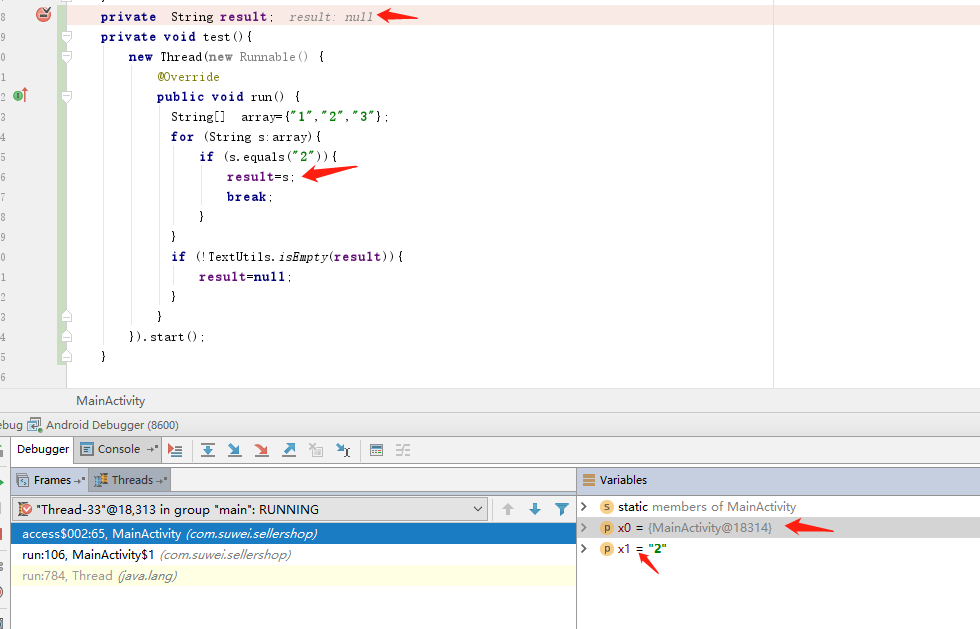 8 private String result; result: null
9 private void test(){
0 new Thread(new Runnable() {
1 @Override
2 public void run() {
3 String[] array={"1","2","3"};
4 for (String s:array){
5 if (s.equals("2")){
6 result=s;
7 break;
8 }
9 }
0 if (!TextUtils.isEmpty(result)){
1 result=null;
2 }
3 }
4 }).start();
5 }
6
MainActivity
ebug Android Debugger (8600)
Debugger Console
Frames Threads
"Thread-33"@18,313 in group "main": RUNNING
access$002:65, MainActivity (com.suwei.sellershop)
run:106, MainActivity$1 (com.suwei.sellershop)
run:784, Thread (java.lang)
Variables
s static members of MainActivity
p x0 = {MainActivity@18314}
p x1 = "2"